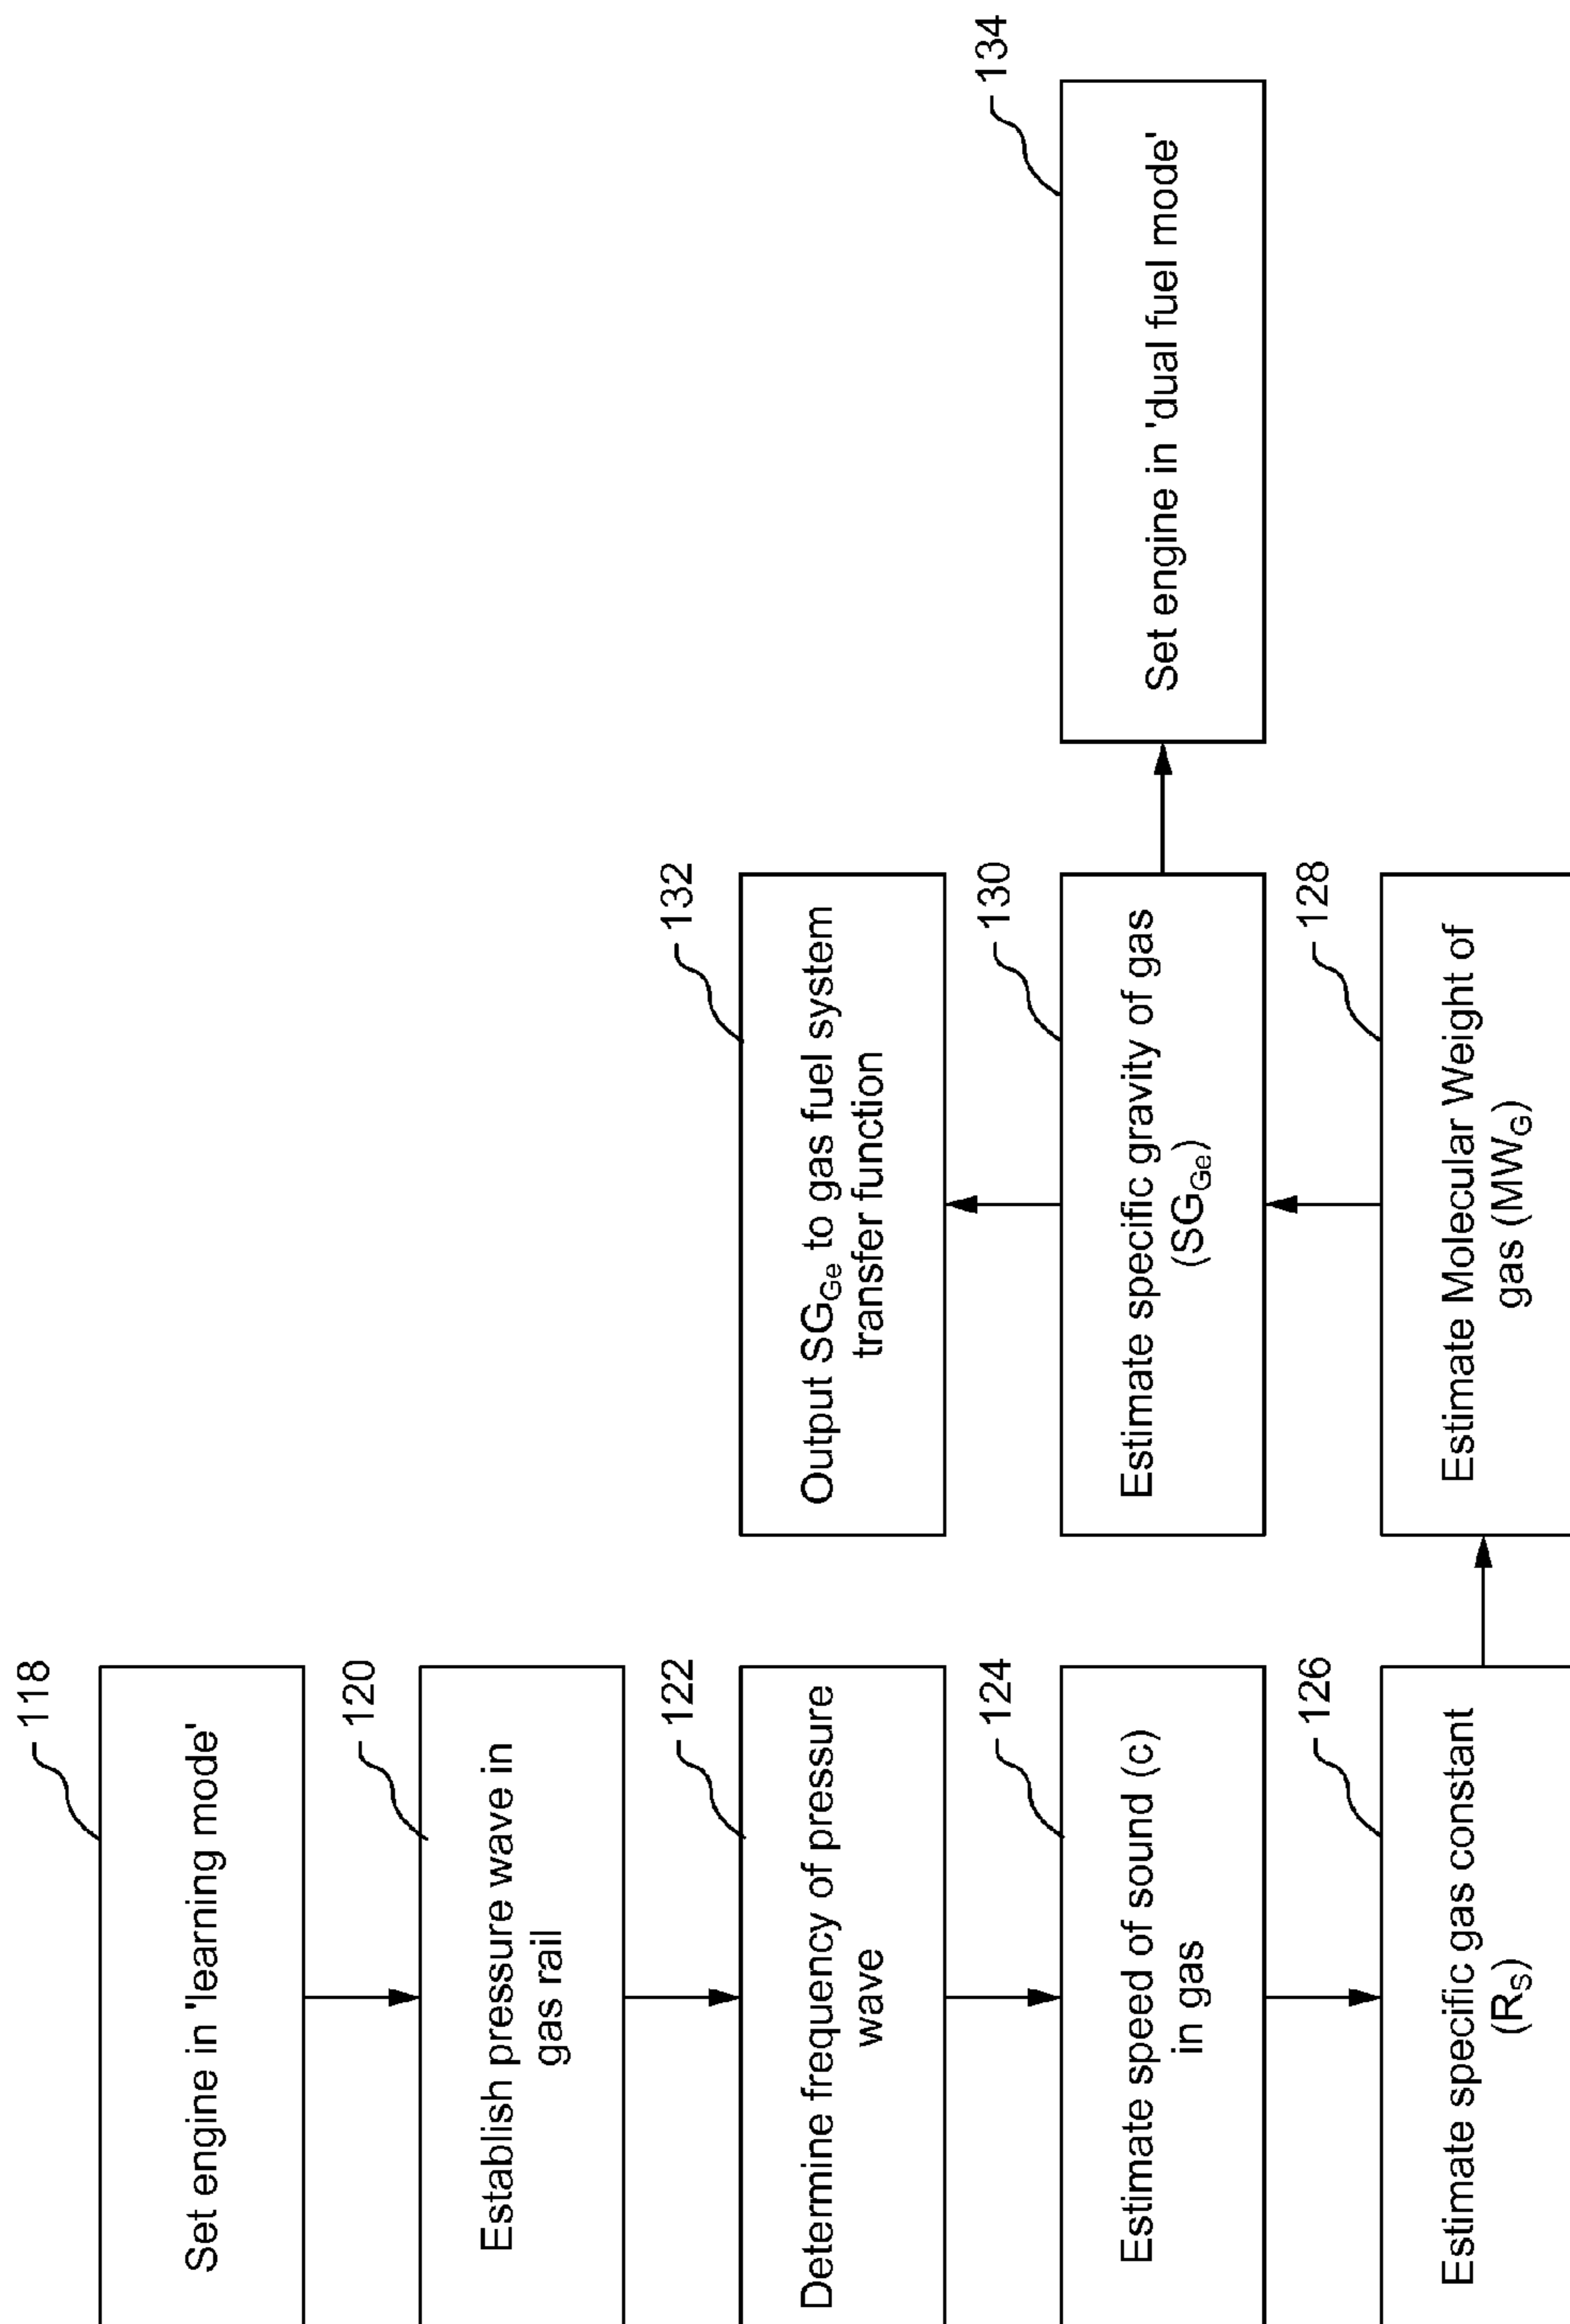 118
Set engine in 'learning mode'
120
Establish pressure wave in
gas rail
122
Determine frequency of pressure
wave
124
Estimate speed of sound (c)
in gas
126
Estimate specific gas constant
(R_S)
128
Estimate Molecular Weight of
gas (MW_G)
130
Estimate specific gravity of gas
(SG_Ge)
132
Output SG_Ge to gas fuel system
transfer function
134
Set engine in 'dual fuel mode'